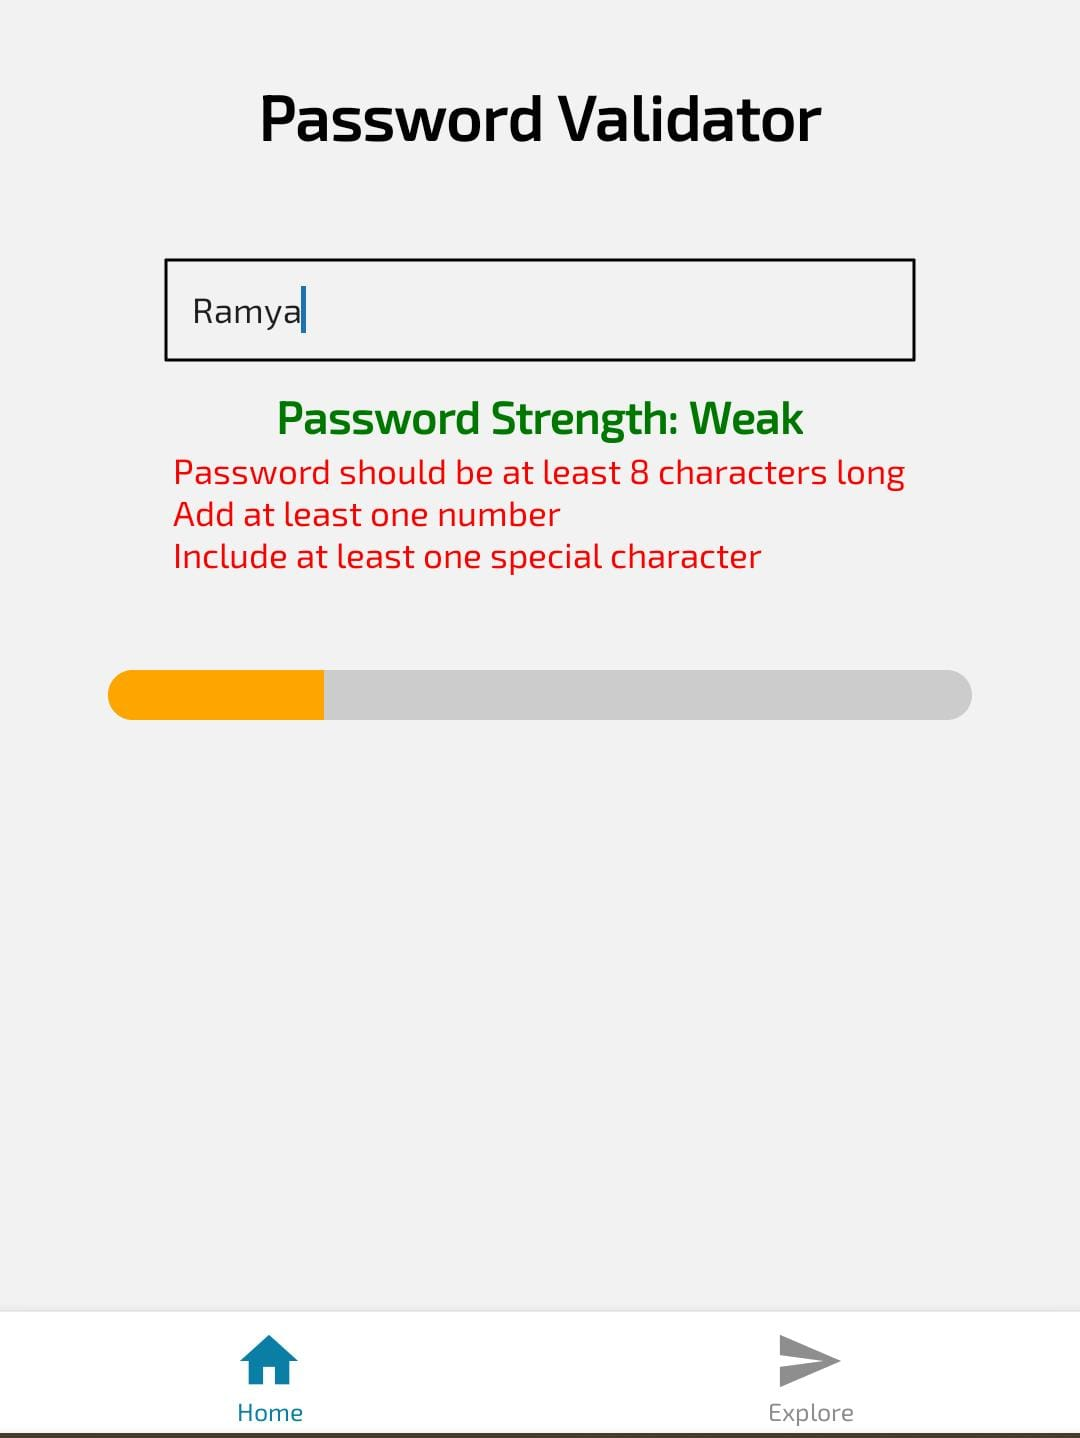 Password Validator
Ramya
Password Strength: Weak
Password should be at least 8 characters long
Add at least one number
Include at least one special character
Home
Explore